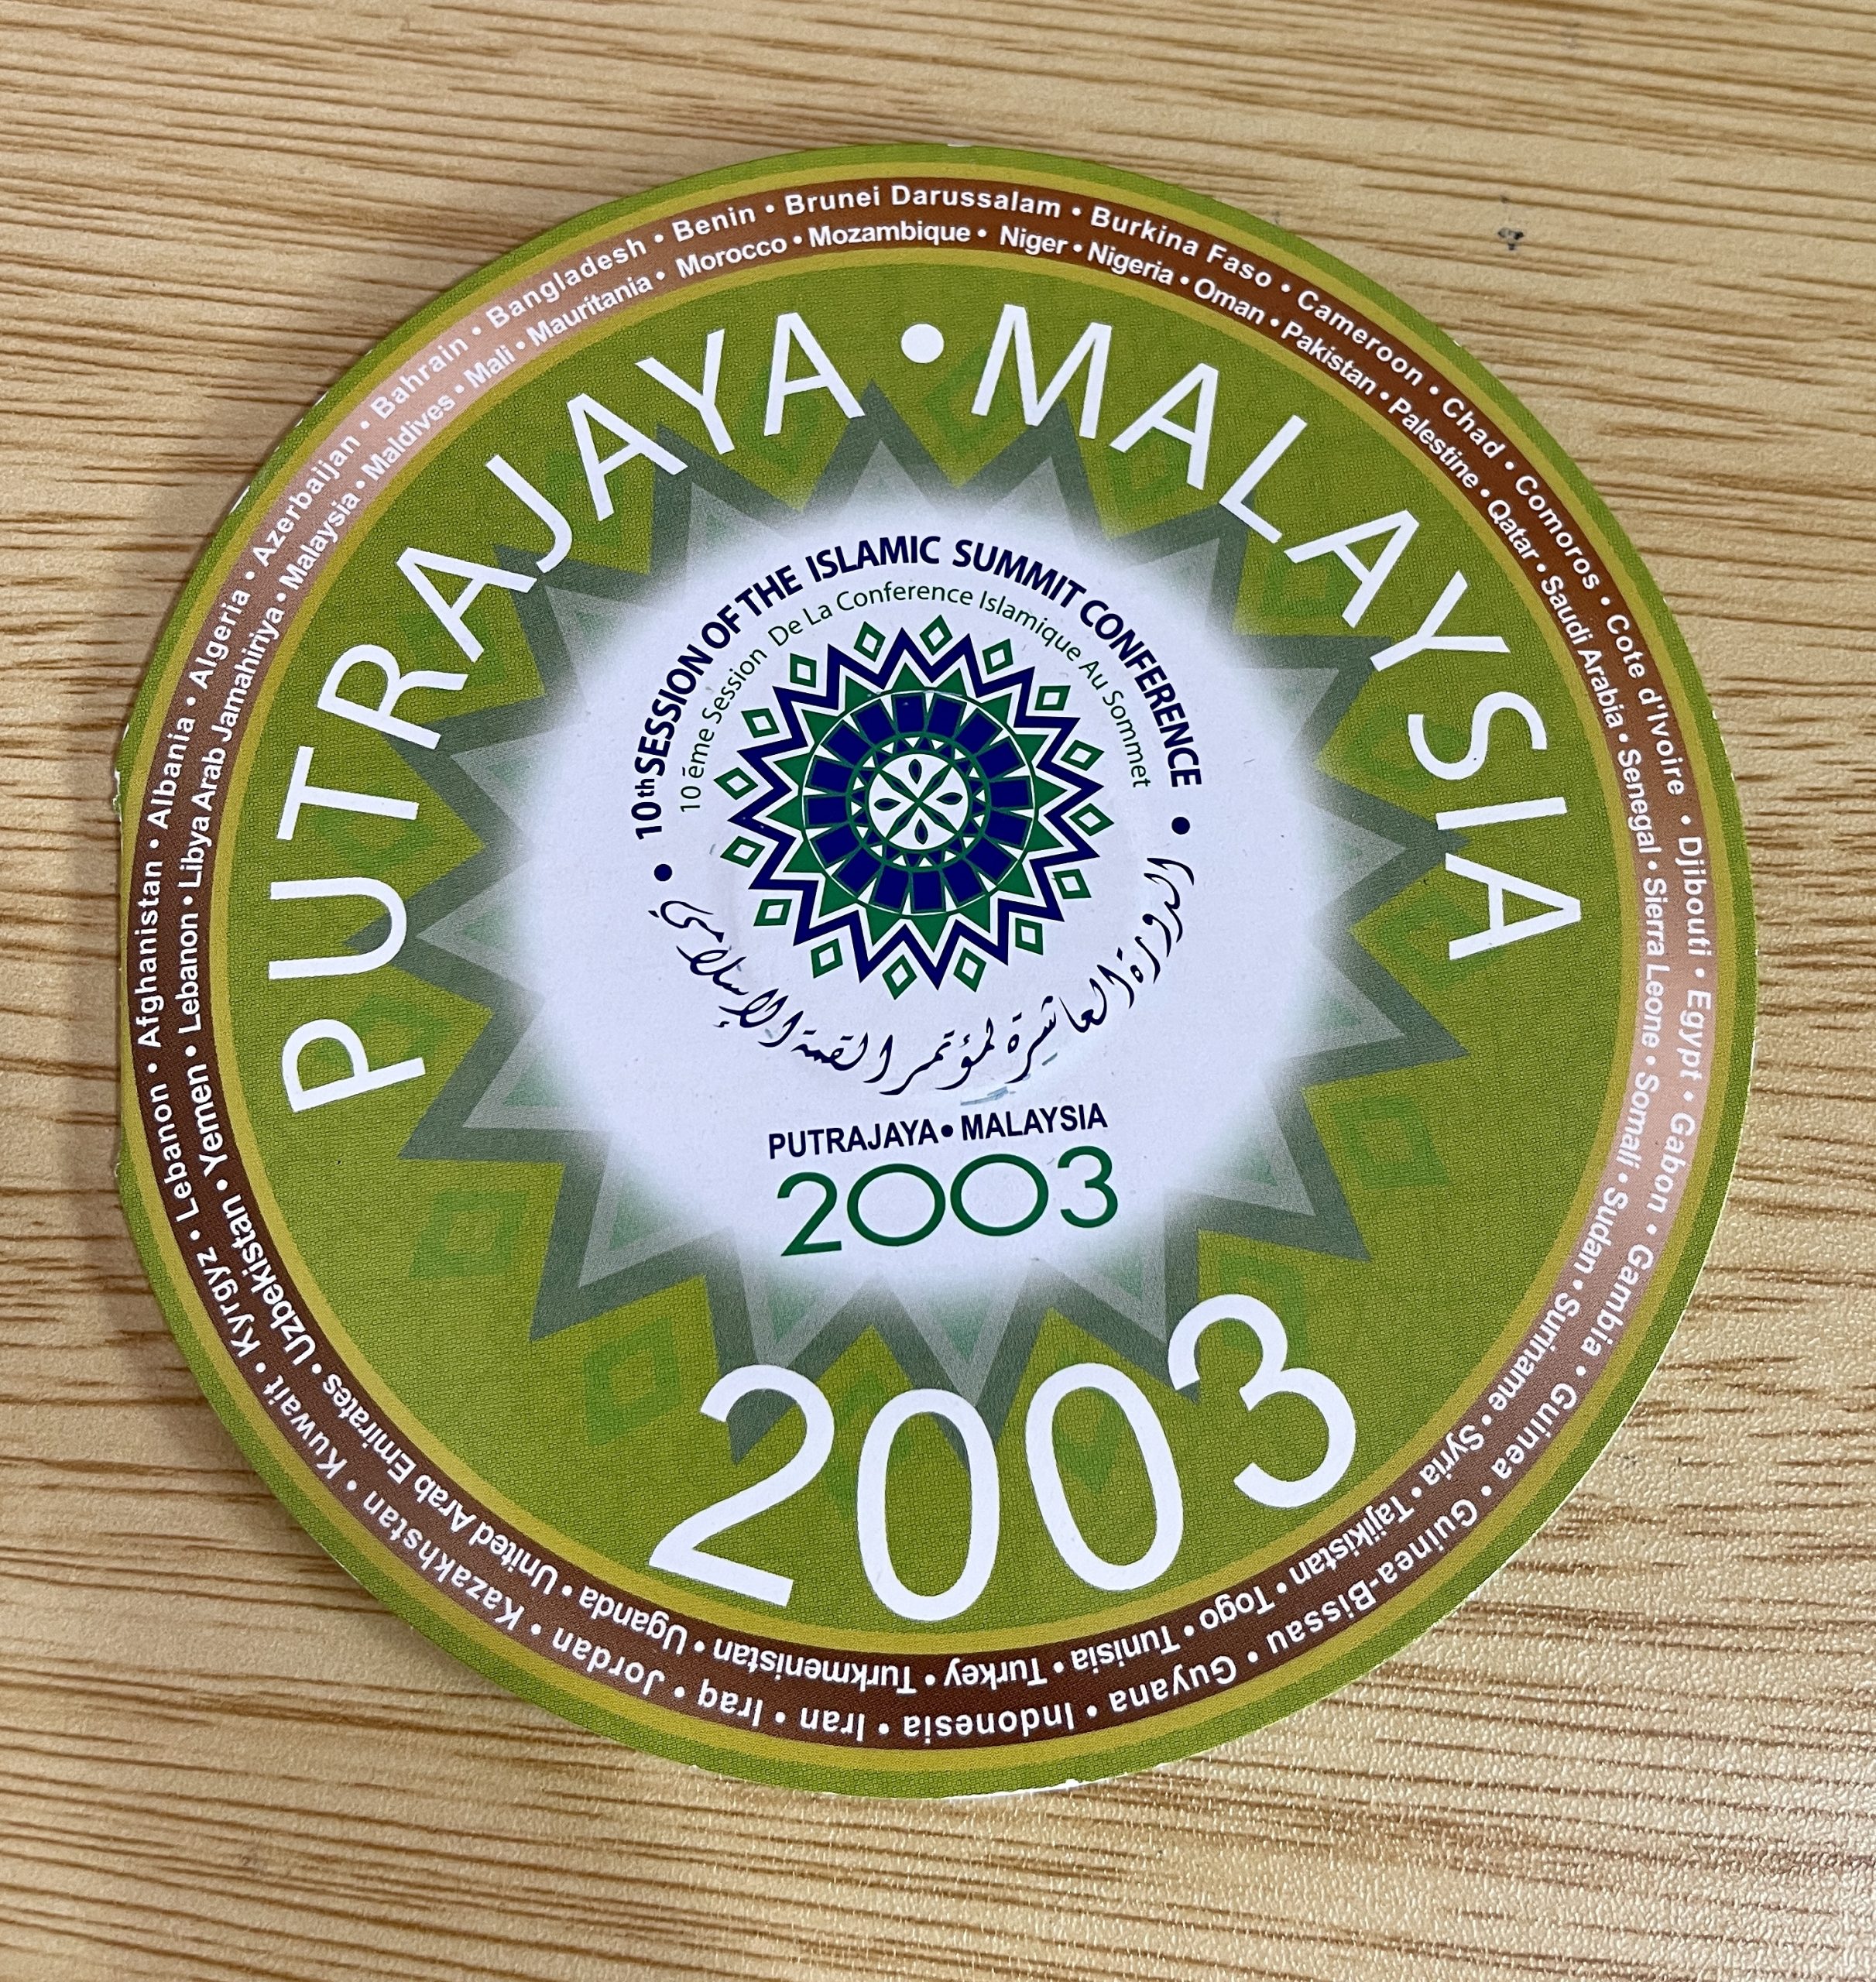 Afghanistan • Albania • Algeria • Azerbaijan • Bahrain • Bangladesh • Benin • Brunei Darussalam • Burkina Faso • Cameroon • Chad • Comoros • Cote d'Ivoire • Djibouti • Egypt • Gabon • Gambia • Guinea • Guinea-Bissau • Guyana • Indonesia • Iran • Iraq • Jordan • Kazakhstan • Kuwait • Kyrgyz • Lebanon •
Lebanon • Libya Arab Jamahiriya • Malaysia • Maldives • Mali • Mauritania • Morocco • Mozambique • Niger • Nigeria • Oman • Pakistan • Palestine • Qatar • Saudi Arabia • Senegal • Sierra Leone • Somali • Sudan • Suriname • Syria • Tajikistan • Togo • Tunisia • Turkey • Turkmenistan • Uganda • United Arab Emirates • Uzbekistan • Yemen •
PUTRAJAYA • MALAYSIA
• 10th SESSION OF THE ISLAMIC SUMMIT CONFERENCE •
10 éme Session De La Conference Islamique Au Sommet
الدورة العاشرة لمؤتمر القمة الإسلامي
PUTRAJAYA • MALAYSIA
2003
2003